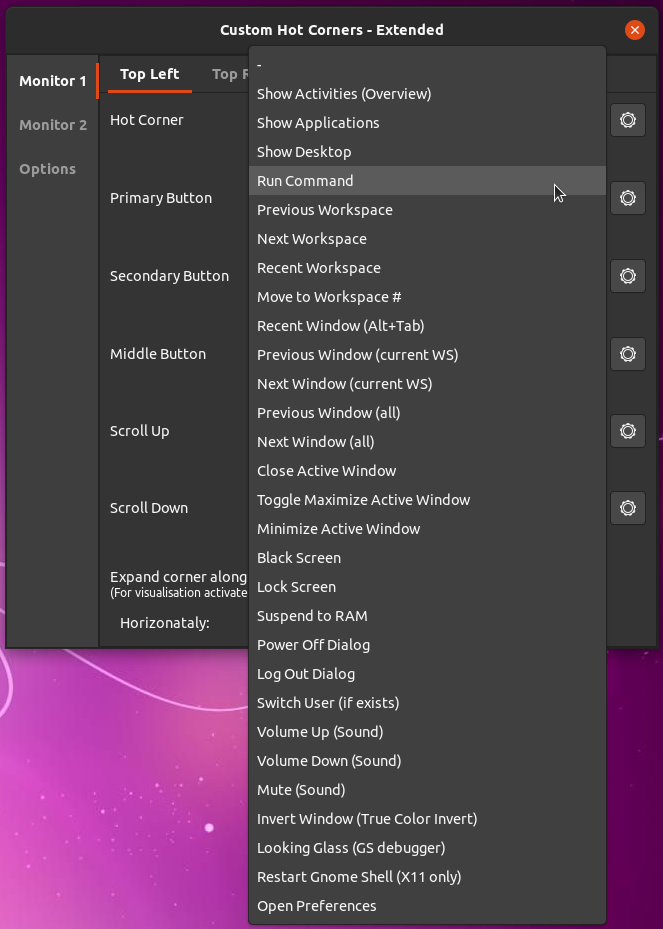 Custom Hot Corners - Extended
Monitor 1
Monitor 2
Options
Top Left
Top R
Hot Corner
Primary Button
Secondary Button
Middle Button
Scroll Up
Scroll Down
Expand corner along
(For visualisation activate
Horizonataly:
-
Show Activities (Overview)
Show Applications
Show Desktop
Run Command
Previous Workspace
Next Workspace
Recent Workspace
Move to Workspace #
Recent Window (Alt+Tab)
Previous Window (current WS)
Next Window (current WS)
Previous Window (all)
Next Window (all)
Close Active Window
Toggle Maximize Active Window
Minimize Active Window
Black Screen
Lock Screen
Suspend to RAM
Power Off Dialog
Log Out Dialog
Switch User (if exists)
Volume Up (Sound)
Volume Down (Sound)
Mute (Sound)
Invert Window (True Color Invert)
Looking Glass (GS debugger)
Restart Gnome Shell (X11 only)
Open Preferences